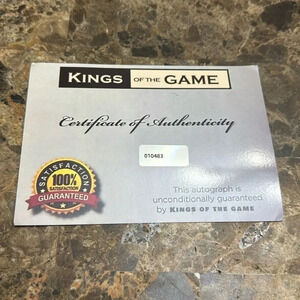 KINGS OF THE GAME
Certificate of Authenticity
010483
SATISFACTION
100%
SATISFACTION
GUARANTEED
This autograph is
unconditionally guaranteed
by KINGS OF THE GAME